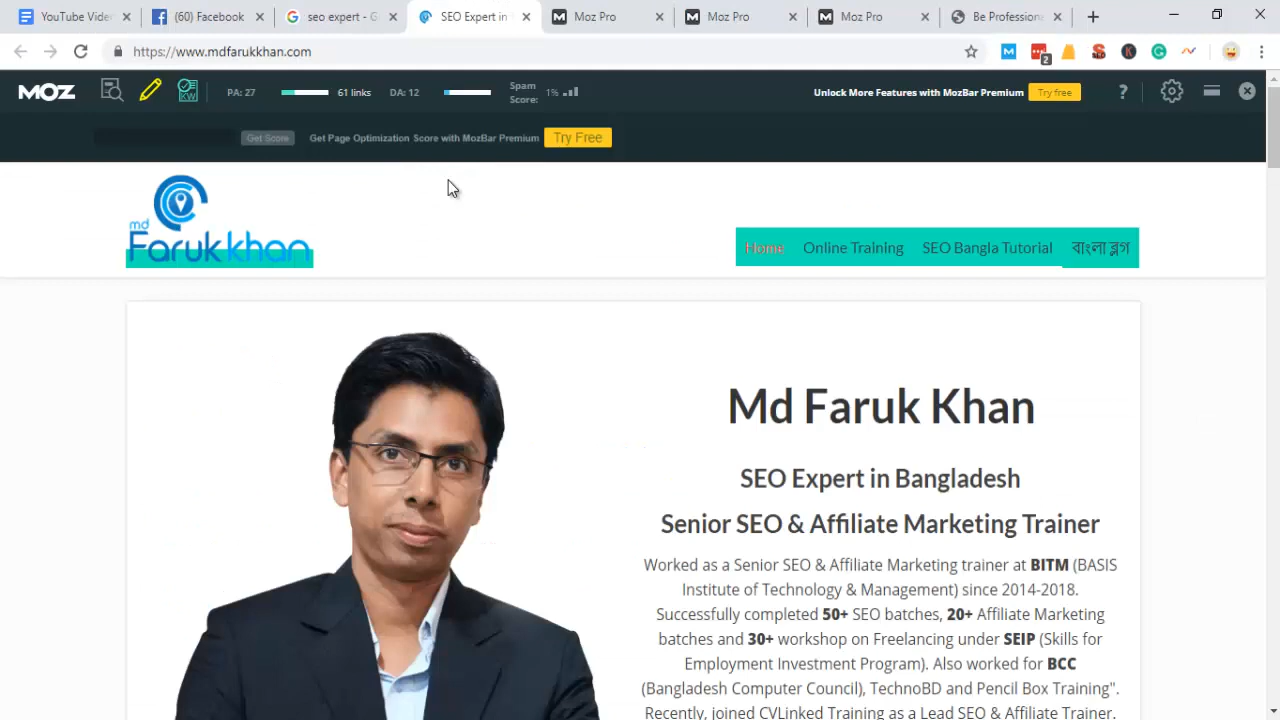 YouTube Video
(60) Facebook
seo expert - G
SEO Expert in
Moz Pro
Moz Pro
Moz Pro
Be Professiona
https://www.mdfarukkhan.com
2
MOZ
KW
PA: 27
61 links
DA: 12
Spam Score: 1%
Unlock More Features with MozBar Premium
Try free
?
Get Score
Get Page Optimization Score with MozBar Premium
Try Free
md
Faruk khan
Home
Online Training
SEO Bangla Tutorial
বাংলা ব্লগ
Md Faruk Khan
SEO Expert in Bangladesh
Senior SEO & Affiliate Marketing Trainer
Worked as a Senior SEO & Affiliate Marketing trainer at BITM (BASIS
Institute of Technology & Management) since 2014-2018.
Successfully completed 50+ SEO batches, 20+ Affiliate Marketing
batches and 30+ workshop on Freelancing under SEIP (Skills for
Employment Investment Program). Also worked for BCC
(Bangladesh Computer Council), TechnoBD and Pencil Box Training".
Recently, joined CVLinked Training as a Lead SEO & Affiliate Trainer.